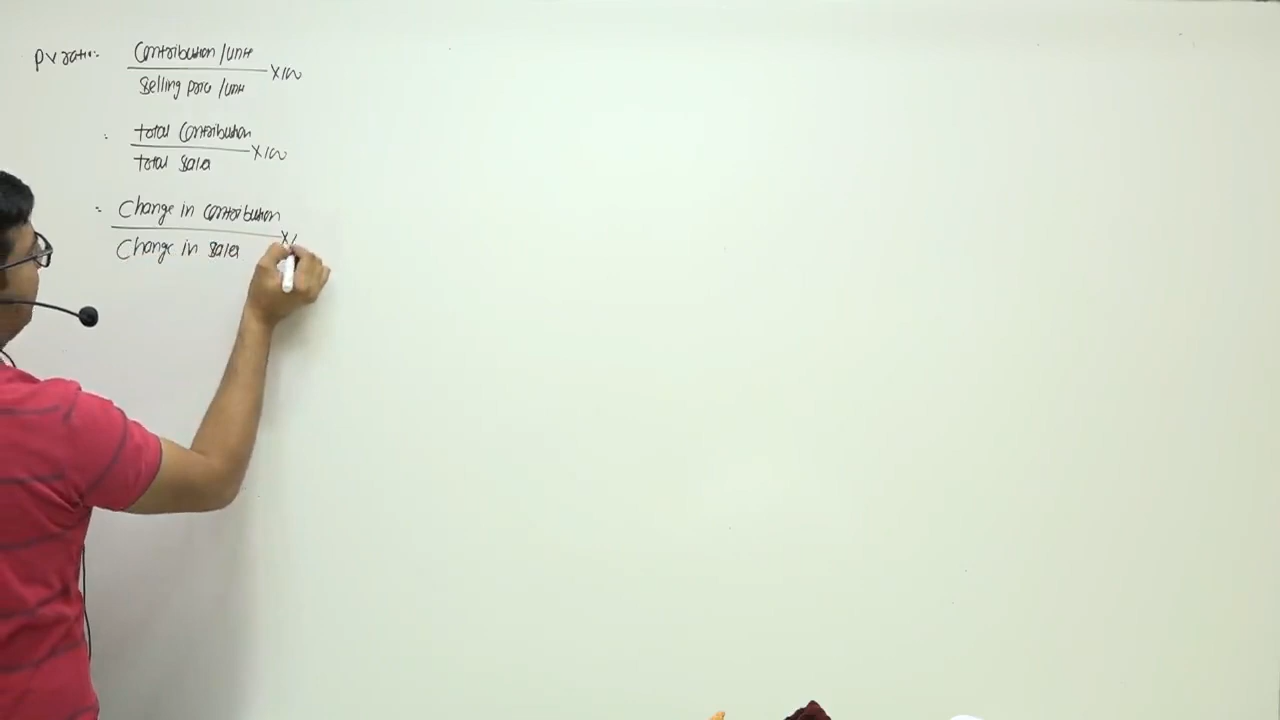 PV ratio = Contribution /unit
Selling price /unit ×100
= Total Contribution
Total Sales ×100
= Change in contribution
Change in Sales ×1